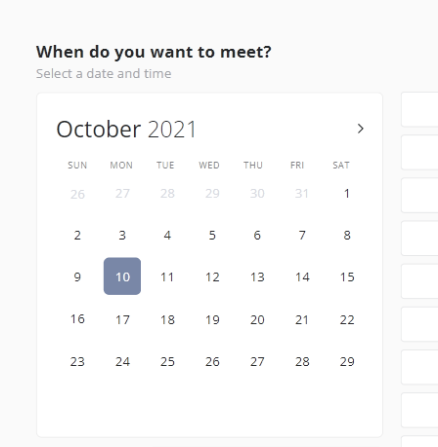 When do you want to meet?
Select a date and time
October 2021
SUN MON TUE WED THU FRI SAT
26 27 28 29 30 31 1
2 3 4 5 6 7 8
9 10 11 12 13 14 15
16 17 18 19 20 21 22
23 24 25 26 27 28 29